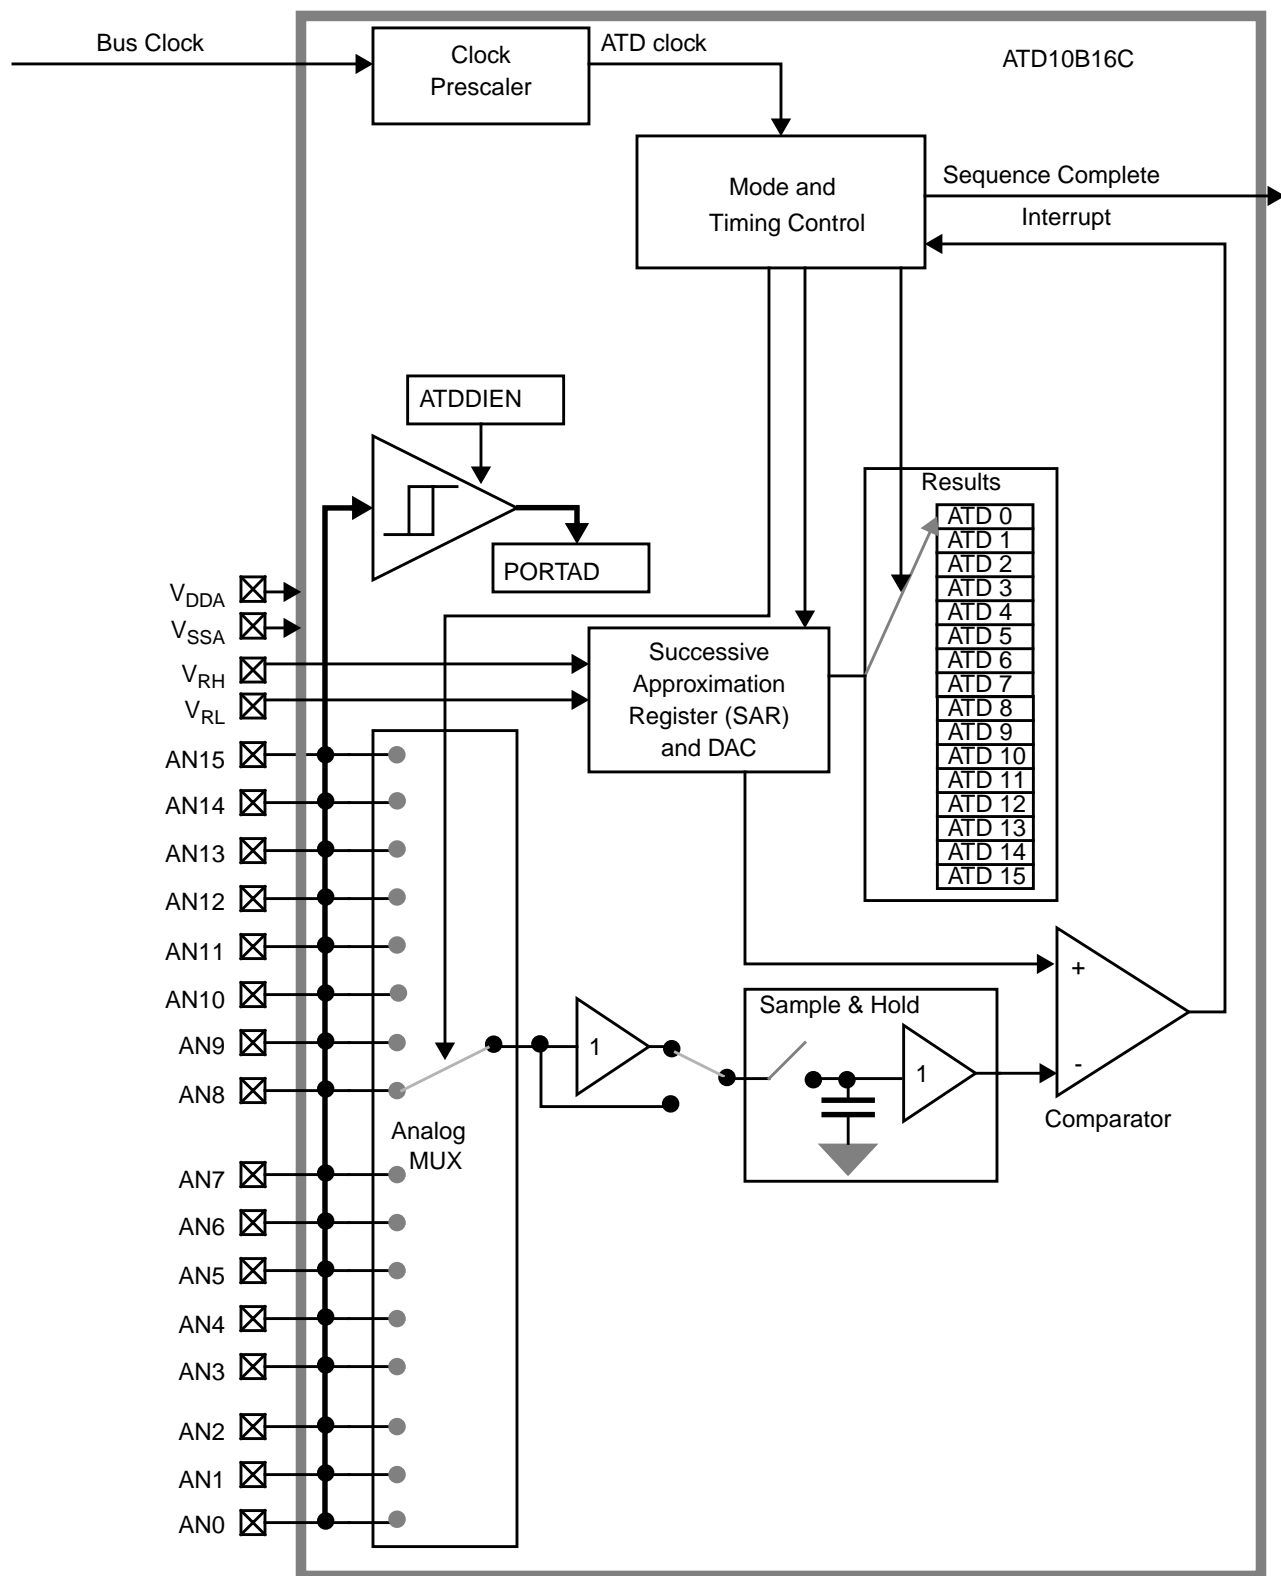 Bus Clock
Clock
Prescaler
ATD clock
ATD10B16C
Mode and
Timing Control
Sequence Complete
Interrupt
ATDDIEN
PORTAD
Results
ATD 0
ATD 1
ATD 2
ATD 3
ATD 4
ATD 5
ATD 6
ATD 7
ATD 8
ATD 9
ATD 10
ATD 11
ATD 12
ATD 13
ATD 14
ATD 15
VDDA
VSSA
VRH
VRL
Successive
Approximation
Register (SAR)
and DAC
AN15
AN14
AN13
AN12
AN11
AN10
AN9
AN8
AN7
AN6
AN5
AN4
AN3
AN2
AN1
AN0
Analog
MUX
1
Sample & Hold
1
+
-
Comparator